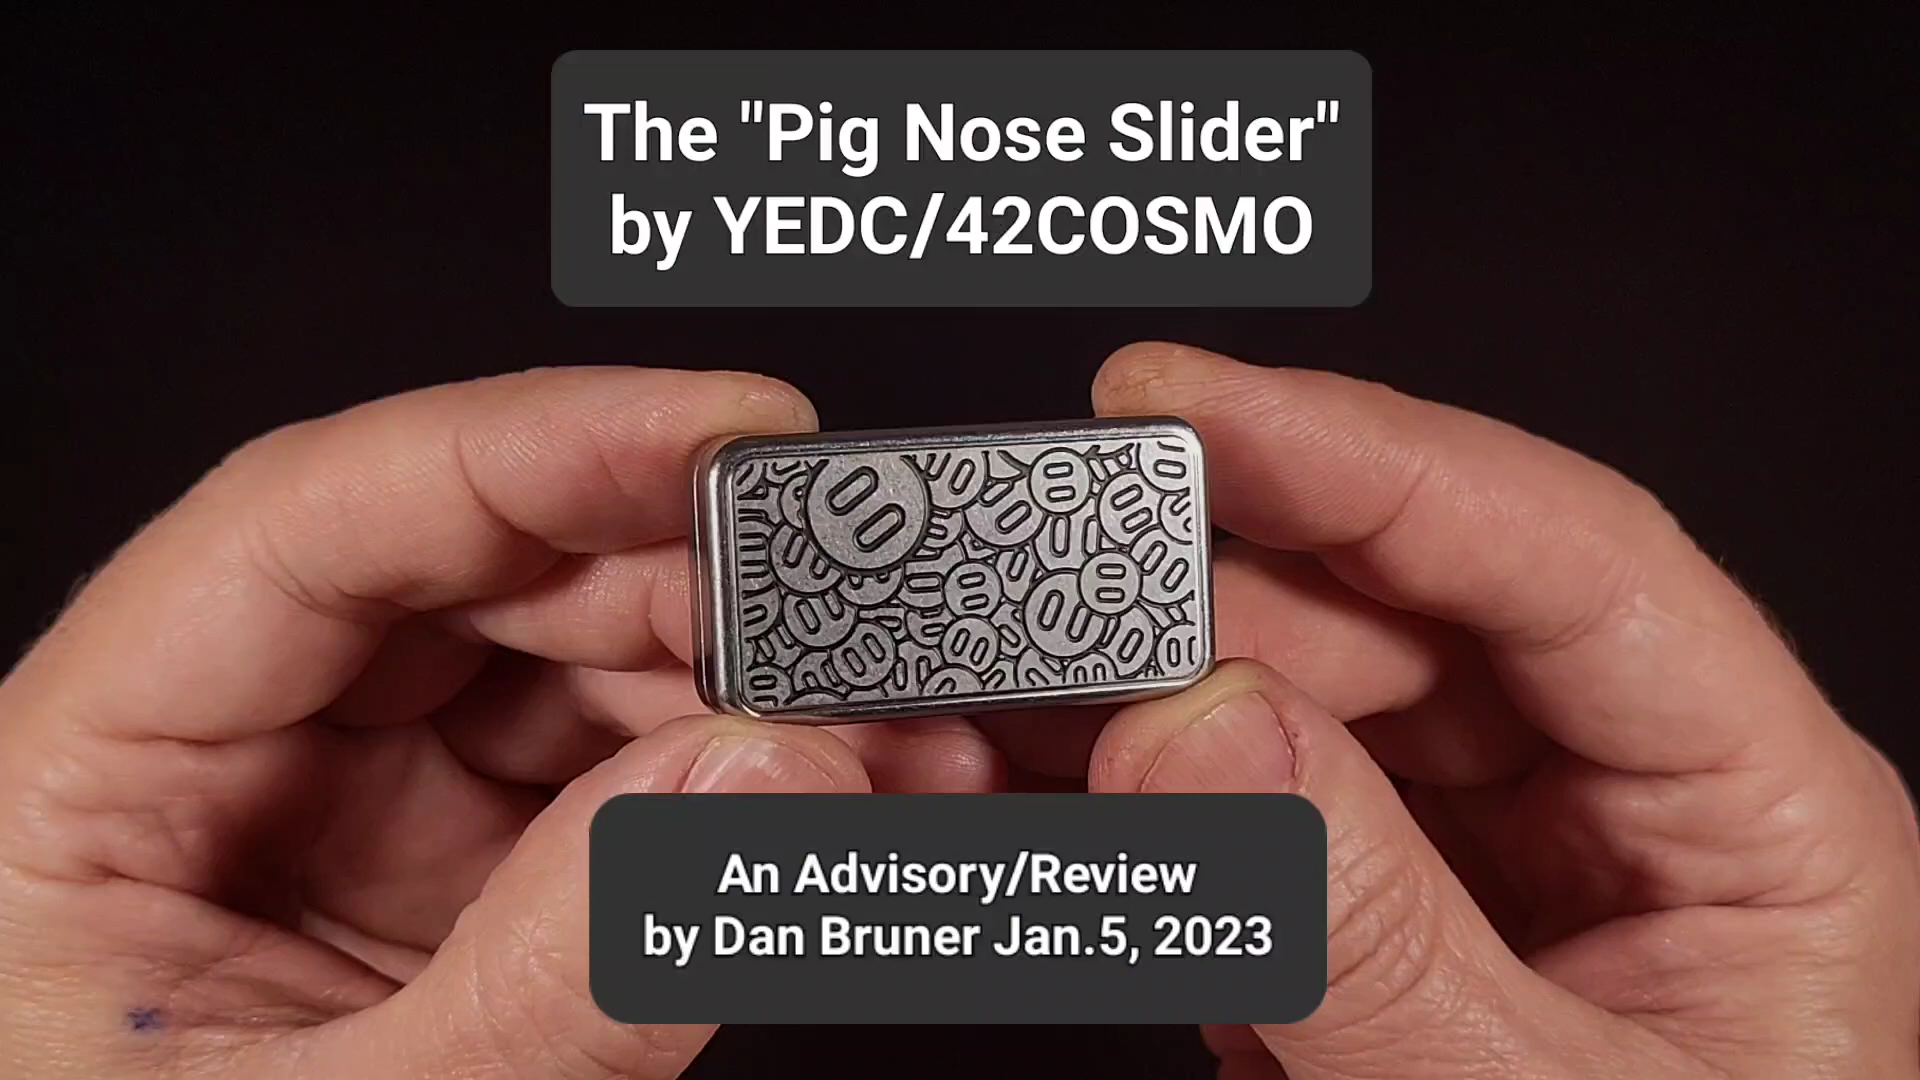 The "Pig Nose Slider"
by YEDC/42COSMO
An Advisory/Review
by Dan Bruner Jan.5, 2023